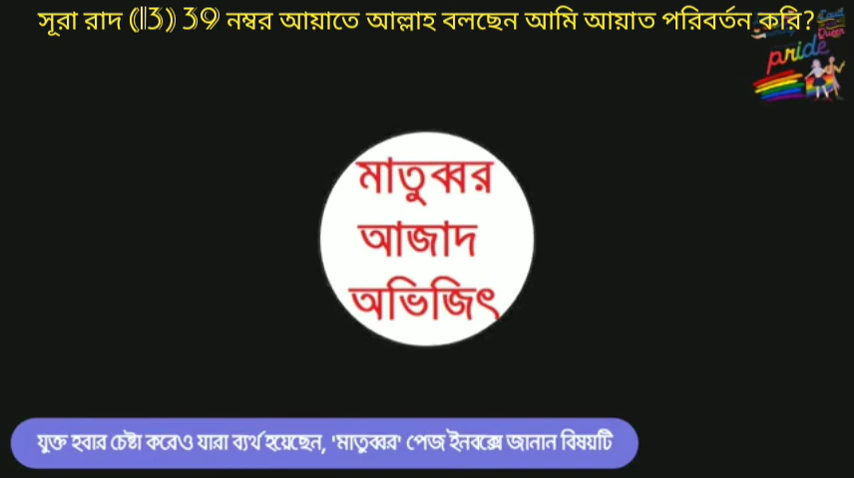 সূরা রাদ (13) 39 নম্বর আয়াতে আল্লাহ বলছেন আমি আয়াত পরিবর্তন করি?
pride
মাতুব্বর
আজাদ
অভিজিৎ
যুক্ত হবার চেষ্টা করেও যারা ব্যর্থ হয়েছেন, 'মাতুব্বর' পেজ ইনবক্সে জানান বিষয়টি